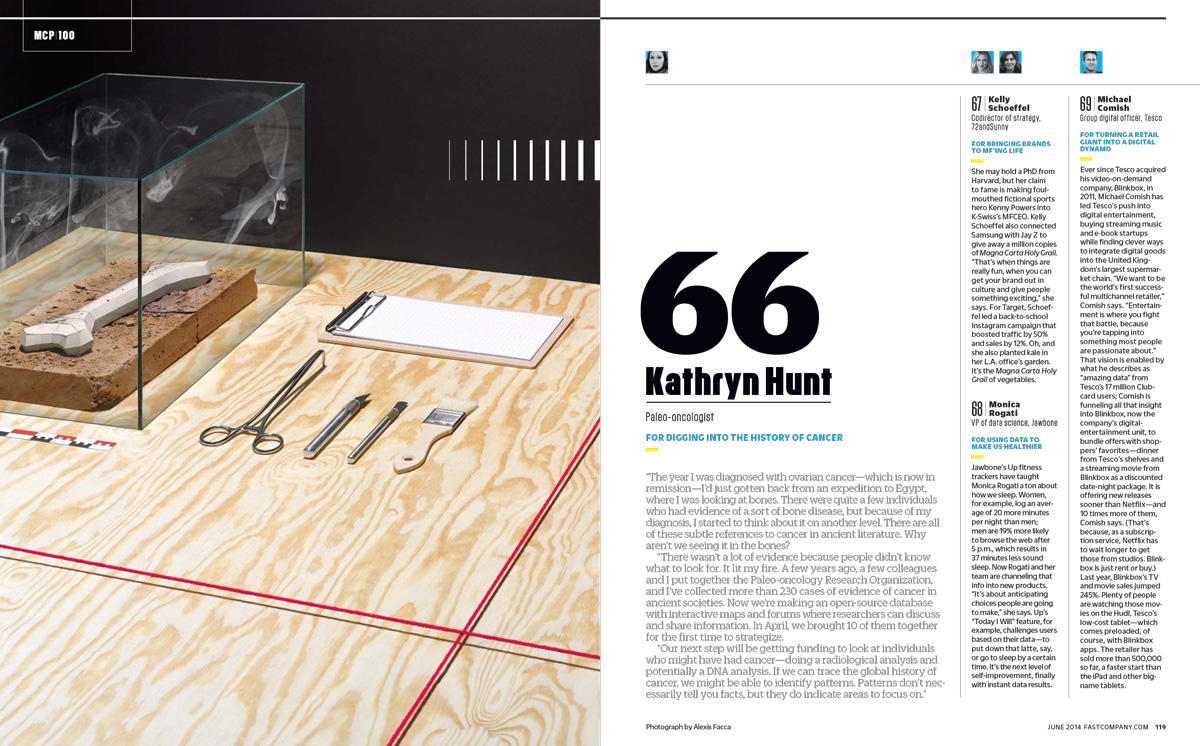 MCP|100
66
Kathryn Hunt
Paleo-oncologist
FOR DIGGING INTO THE HISTORY OF CANCER
"The year I was diagnosed with ovarian cancer—which is now in
remission—I'd just gotten back from an expedition to Egypt,
where I was looking at bones. There were quite a few individuals
who had evidence of a sort of bone disease, but because of my
diagnosis, I started to think about it on another level. There are all
of these subtle references to cancer in ancient literature. Why
aren't we seeing it in the bones?
"There wasn't a lot of evidence because people didn't know
what to look for. It lit my fire. A few years ago, a few colleagues
and I put together the Paleo-oncology Research Organization,
and I've collected more than 230 cases of evidence of cancer in
ancient societies. Now we're making an open-source database
with interactive maps and forums where researchers can discuss
and share information. In April, we brought 10 of them together
for the first time to strategize.
"Our next step will be getting funding to look at individuals
who might have had cancer—doing a radiological analysis and
potentially a DNA analysis. If we can trace the global history of
cancer, we might be able to identify patterns. Patterns don't nec-
essarily tell you facts, but they do indicate areas to focus on."
67 Kelly
Schoeffel
Codirector of strategy,
72andSunny
FOR BRINGING BRANDS
TO MF'ING LIFE
She may hold a PhD from
Harvard, but her claim
to fame is making foul-
mouthed fictional sports
hero Kenny Powers into
K-Swiss's MFCEO. Kelly
Schoeffel also connected
Samsung with Jay Z to
give away a million copies
of Magna Carta Holy Grail.
"That's when things are
really fun, when you can
get your brand out in
culture and give people
something exciting," she
says. For Target, Schoef-
fel led a back-to-school
Instagram campaign that
boosted traffic by 50%
and sales by 12%. Oh, and
she also planted kale in
her L.A. office's garden.
It's the Magna Carta Holy
Grail of vegetables.
68 Monica
Rogati
VP of data science, Jawbone
FOR USING DATA TO
MAKE US HEALTHIER
Jawbone's Up fitness
trackers have taught
Monica Rogati a ton about
how we sleep. Women,
for example, log an aver-
age of 20 more minutes
per night than men;
men are 19% more likely
to browse the web after
5 p.m., which results in
37 minutes less sound
sleep. Now Rogati and her
team are channeling that
info into new products.
"It's about anticipating
choices people are going
to make," she says. Up's
"Today I Will" feature, for
example, challenges users
based on their data—to
put down that latte, say,
or go to sleep by a certain
time. It's the next level of
self-improvement, finally
with instant data results.
69 Michael
Comish
Group digital officer, Tesco
FOR TURNING A RETAIL
GIANT INTO A DIGITAL
DYNAMO
Ever since Tesco acquired
his video-on-demand
company, Blinkbox, in
2011, Michael Comish has
led Tesco's push into
digital entertainment,
buying streaming music
and e-book startups
while finding clever ways
to integrate digital goods
into the United King-
dom's largest supermar-
ket chain. "We want to be
the world's first success-
ful multichannel retailer,"
Comish says. "Entertain-
ment is where you fight
that battle, because
you're tapping into
something most people
are passionate about."
That vision is enabled by
what he describes as
"amazing data" from
Tesco's 17 million Club-
card users; Comish is
funneling all that insight
into Blinkbox, now the
company's digital-
entertainment unit, to
bundle offers with shop-
pers' favorites—dinner
from Tesco's shelves and
a streaming movie from
Blinkbox as a discounted
date-night package. It is
offering new releases
sooner than Netflix—and
10 times more of them,
Comish says. (That's
because, as a subscrip-
tion service, Netflix has
to wait longer to get
those from studios. Blink-
box is just rent or buy.)
Last year, Blinkbox's TV
and movie sales jumped
245%. Plenty of people
are watching those mov-
ies on the Hudl, Tesco's
low-cost tablet—which
comes preloaded, of
course, with Blinkbox
apps. The retailer has
sold more than 500,000
so far, a faster start than
the iPad and other big-
name tablets.
Photograph by Alexis Facca
JUNE 2014 FASTCOMPANY.COM 119